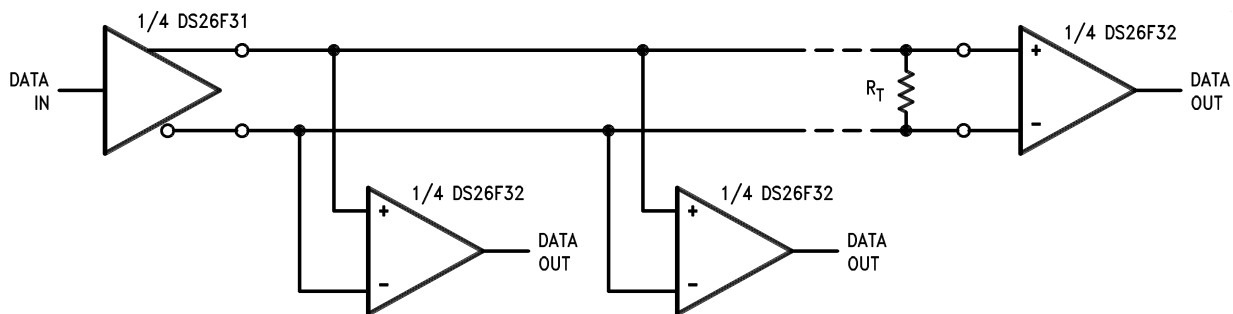 1/4 DS26F31
1/4 DS26F32
DATA
IN
+
RT
-
DATA
OUT
1/4 DS26F32
1/4 DS26F32
+
-
DATA
OUT
+
-
DATA
OUT